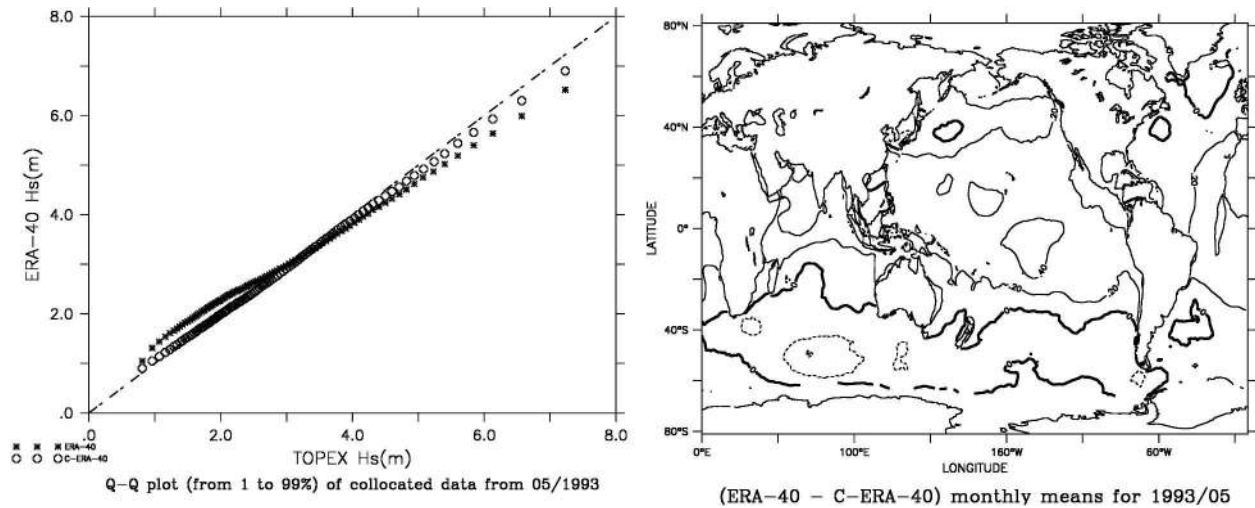 8.0
6.0
4.0
2.0
.0
ERA-40 Hs(m)
.0
2.0
4.0
6.0
8.0
TOPEX Hs(m)
ERA-40
C-ERA-40
Q-Q plot (from 1 to 99%) of collocated data from 05/1993
80°N
40°N
0°
40°S
80°S
LATITUDE
0°E
100°E
160°W
60°W
LONGITUDE
20
20
20
20
40
(ERA-40 - C-ERA-40) monthly means for 1993/05